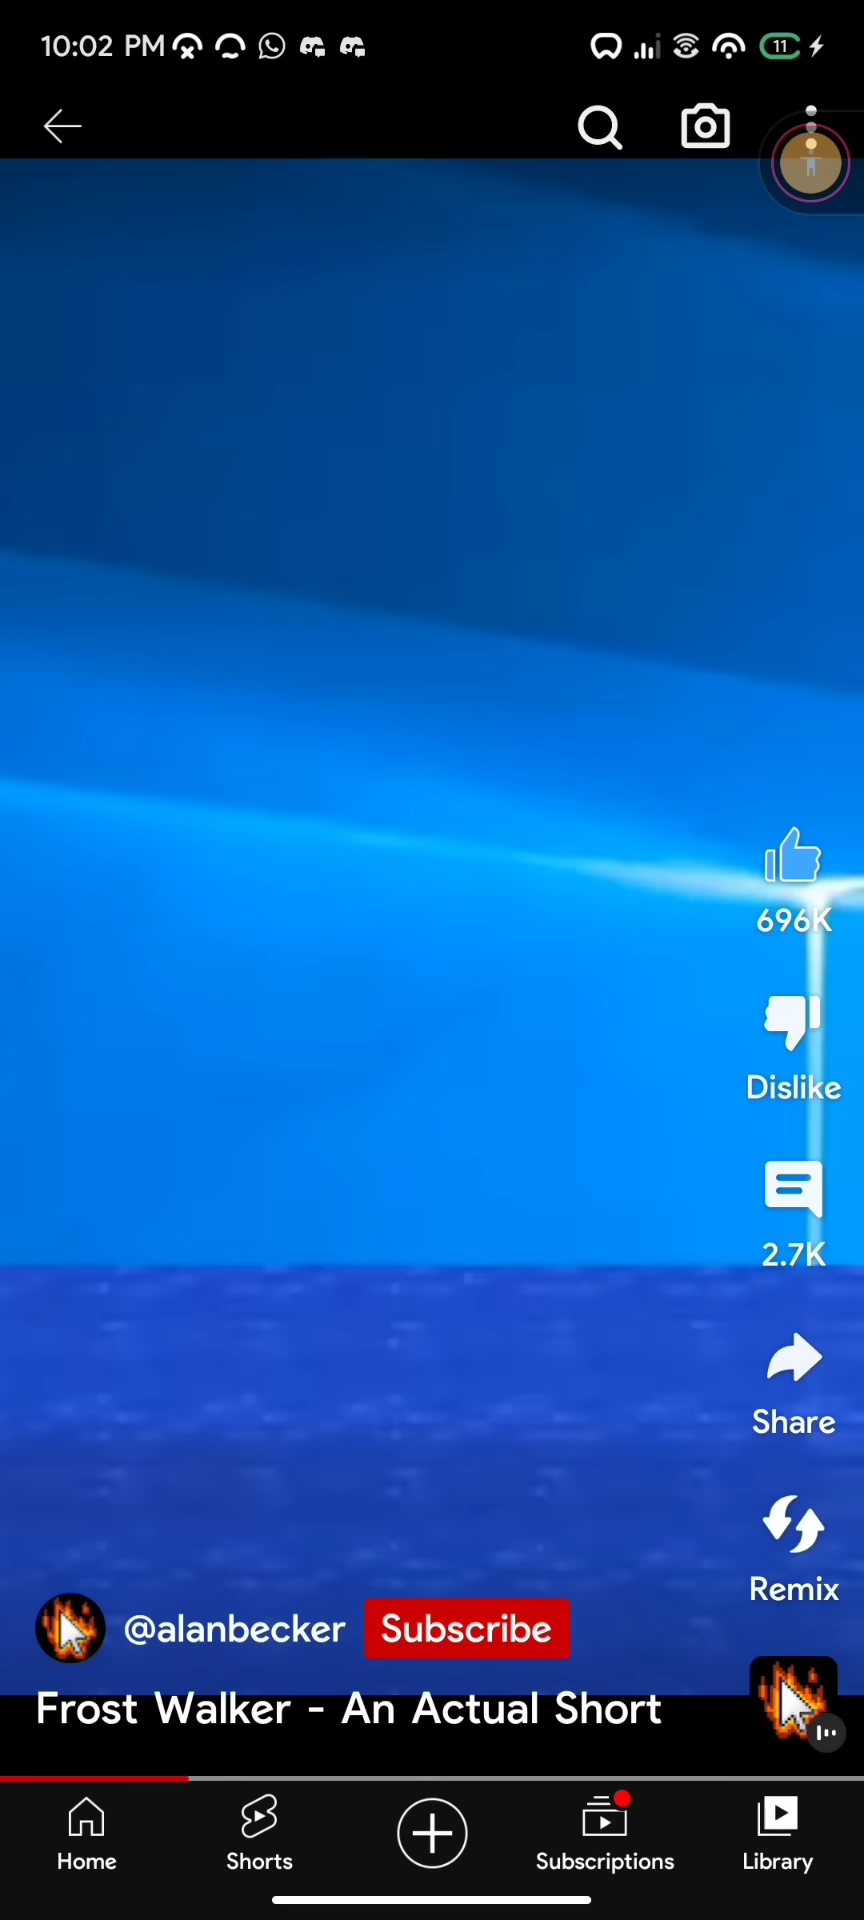 10:02 PM
11
696K
Dislike
2.7K
Share
Remix
@alanbecker Subscribe
Frost Walker - An Actual Short
Home Shorts Subscriptions Library